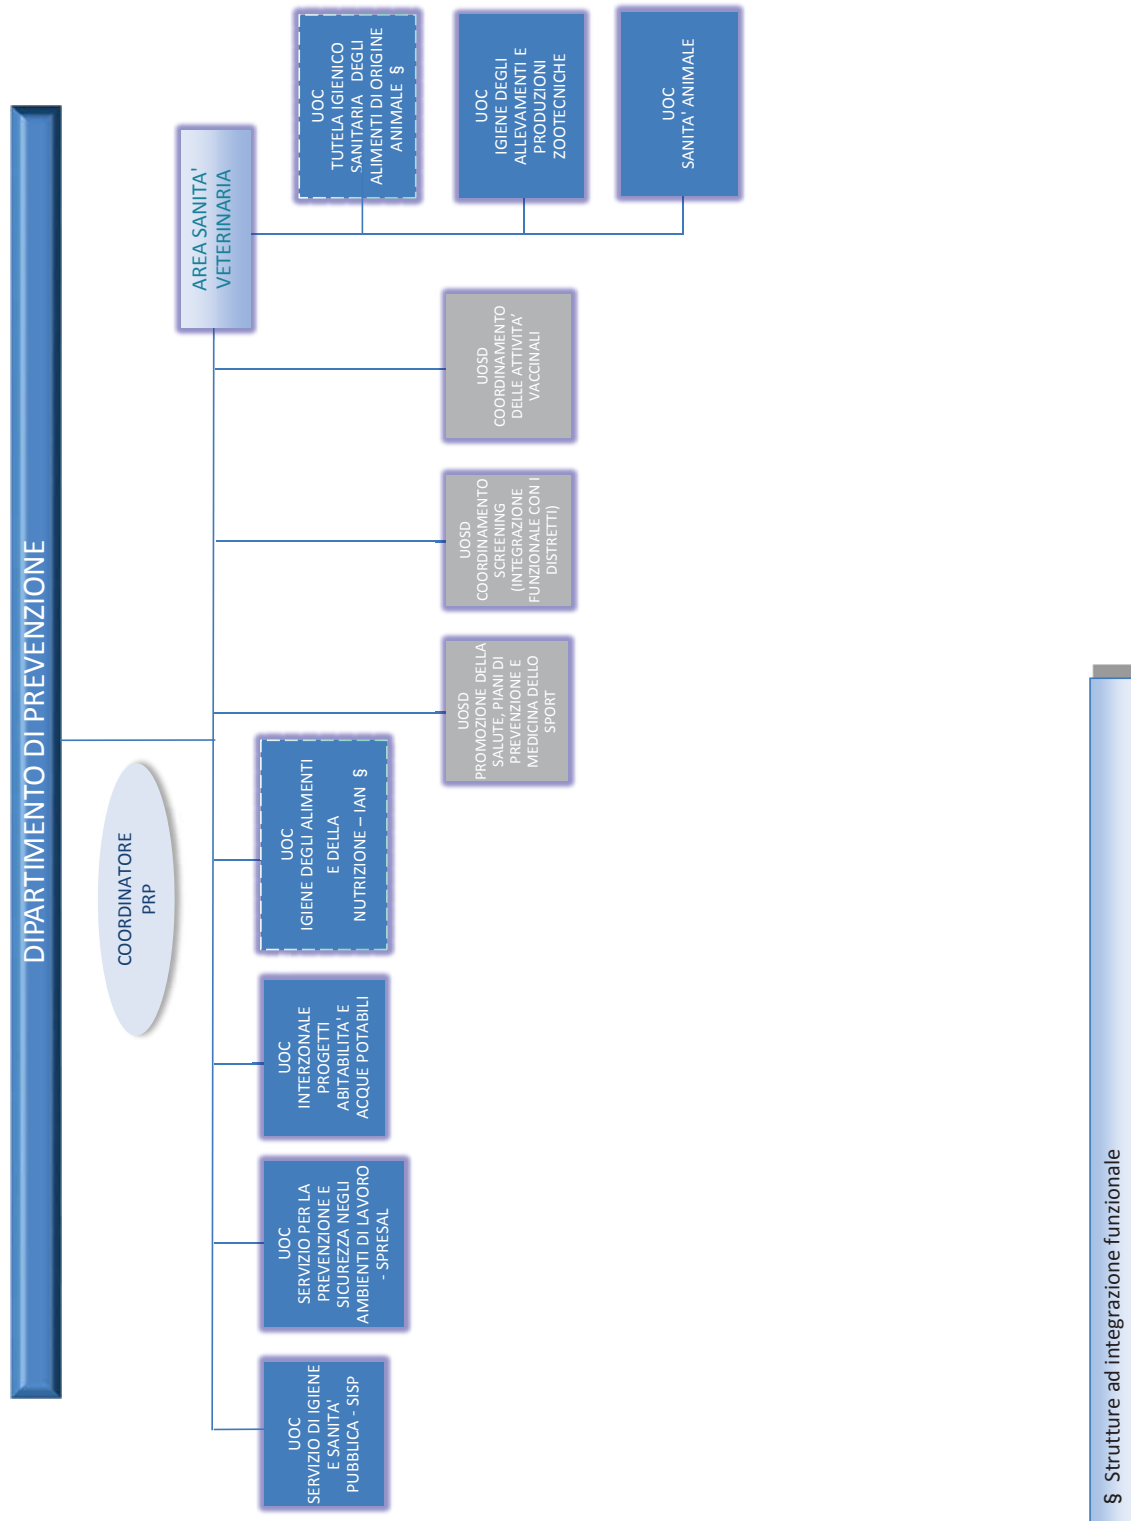 DIPARTIMENTO DI PREVENZIONE
COORDINATORE
PRP
AREA SANITA'
VETERINARIA
UOC
SERVIZIO DI IGIENE
E SANITA'
PUBBLICA - SISP
UOC
SERVIZIO PER LA
PREVENZIONE E
SICUREZZA NEGLI
AMBIENTI DI LAVORO
- SPRESAL
UOC
INTERZONALE
PROGETTI
ABITABILITA' E
ACQUE POTABILI
UOC
IGIENE DEGLI ALIMENTI
E DELLA
NUTRIZIONE – IAN §
UOSD
PROMOZIONE DELLA
SALUTE, PIANI DI
PREVENZIONE E
MEDICINA DELLO
SPORT
UOSD
COORDINAMENTO
SCREENING
(INTEGRAZIONE
FUNZIONALE CON I
DISTRETTI)
UOSD
COORDINAMENTO
DELLE ATTIVITA’
VACCINALI
UOC
TUTELA IGIENICO
SANITARIA DEGLI
ALIMENTI DI ORIGINE
ANIMALE §
UOC
IGIENE DEGLI
ALLEVAMENTI E
PRODUZIONI
ZOOTECNICHE
UOC
SANITA' ANIMALE
§ Strutture ad integrazione funzionale